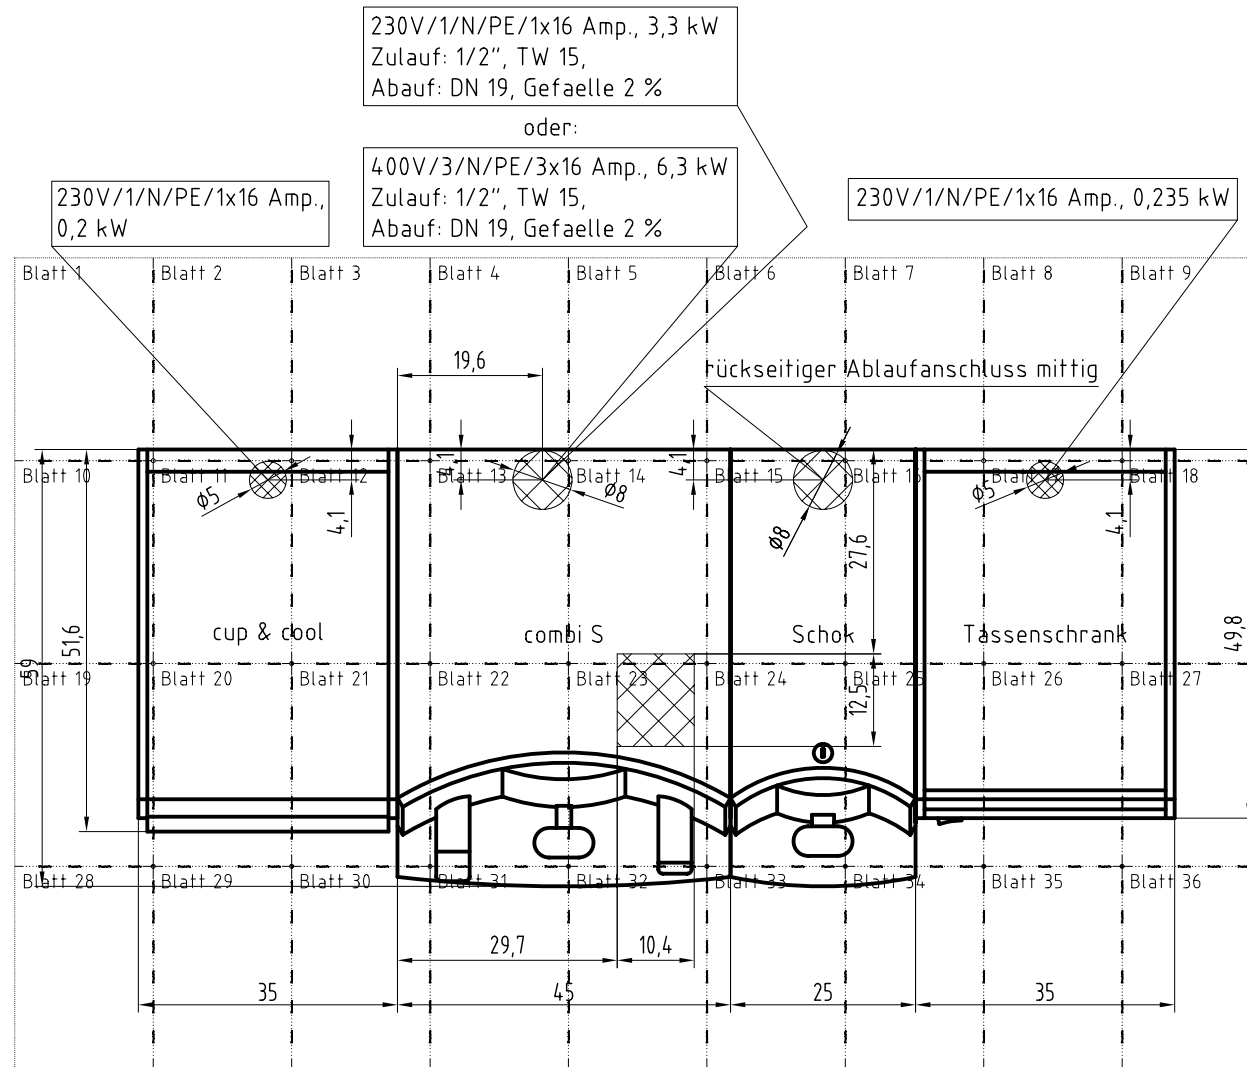 230V/1/N/PE/1x16 Amp., 3,3 kW
Zulauf: 1/2", TW 15,
Abauf: DN 19, Gefaelle 2 %
oder:
400V/3/N/PE/3x16 Amp., 6,3 kW
Zulauf: 1/2", TW 15,
Abauf: DN 19, Gefaelle 2 %
230V/1/N/PE/1x16 Amp.,
0,2 kW
230V/1/N/PE/1x16 Amp., 0,235 kW
Blatt 1 Blatt 2 Blatt 3 Blatt 4 Blatt 5 Blatt 6 Blatt 7 Blatt 8 Blatt 9
19,6
rückseitiger Ablaufanschluss mittig
4,1 4,1
Blatt 10 Blatt 11 Blatt 12 Blatt 13 Blatt 14 Blatt 15 Blatt 16 Blatt 18
ø5 ø8 ø5
4,1 ø8 27,6 4,1
cup & cool combi S Schok Tassenschrank
51,6 49,8
59
Blatt 19 Blatt 20 Blatt 21 Blatt 22 Blatt 23 Blatt 24 Blatt 25 Blatt 26 Blatt 27
12,5
Blatt 28 Blatt 29 Blatt 30 Blatt 31 Blatt 32 Blatt 33 Blatt 34 Blatt 35 Blatt 36
29,7 10,4
35 45 25 35